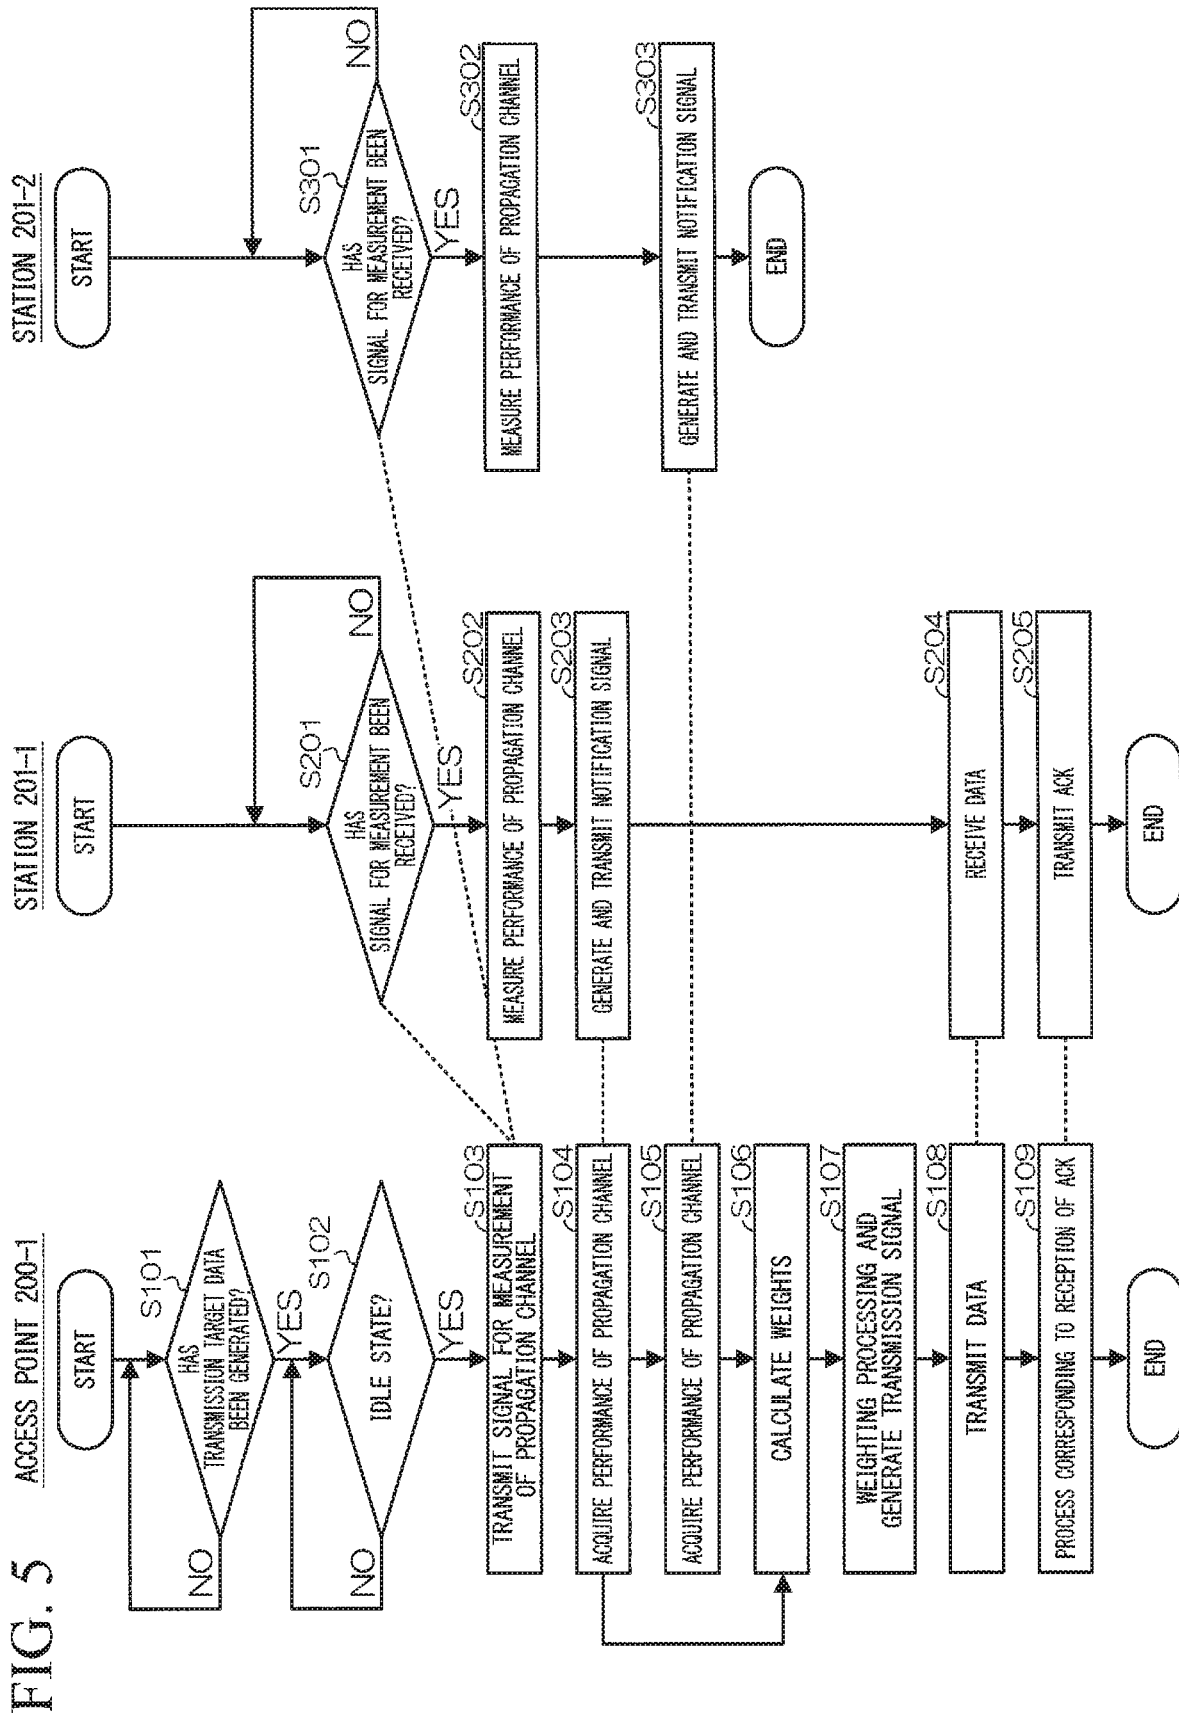 FIG. 5
ACCESS POINT 200-1
START
S101
HAS
TRANSMISSION TARGET DATA
BEEN GENERATED?
NO
YES
S102
IDLE STATE?
NO
YES
S103
TRANSMIT SIGNAL FOR MEASUREMENT
OF PROPAGATION CHANNEL
S104
ACQUIRE PERFORMANCE OF PROPAGATION CHANNEL
S105
ACQUIRE PERFORMANCE OF PROPAGATION CHANNEL
S106
CALCULATE WEIGHTS
S107
WEIGHTING PROCESSING AND
GENERATE TRANSMISSION SIGNAL
S108
TRANSMIT DATA
S109
PROCESS CORRESPONDING TO RECEPTION OF ACK
END
STATION 201-1
START
S201
HAS
SIGNAL FOR MEASUREMENT BEEN
RECEIVED?
NO
YES
S202
MEASURE PERFORMANCE OF PROPAGATION CHANNEL
S203
GENERATE AND TRANSMIT NOTIFICATION SIGNAL
S204
RECEIVE DATA
S205
TRANSMIT ACK
END
STATION 201-2
START
S301
HAS
SIGNAL FOR MEASUREMENT BEEN
RECEIVED?
NO
YES
S302
MEASURE PERFORMANCE OF PROPAGATION CHANNEL
S303
GENERATE AND TRANSMIT NOTIFICATION SIGNAL
END